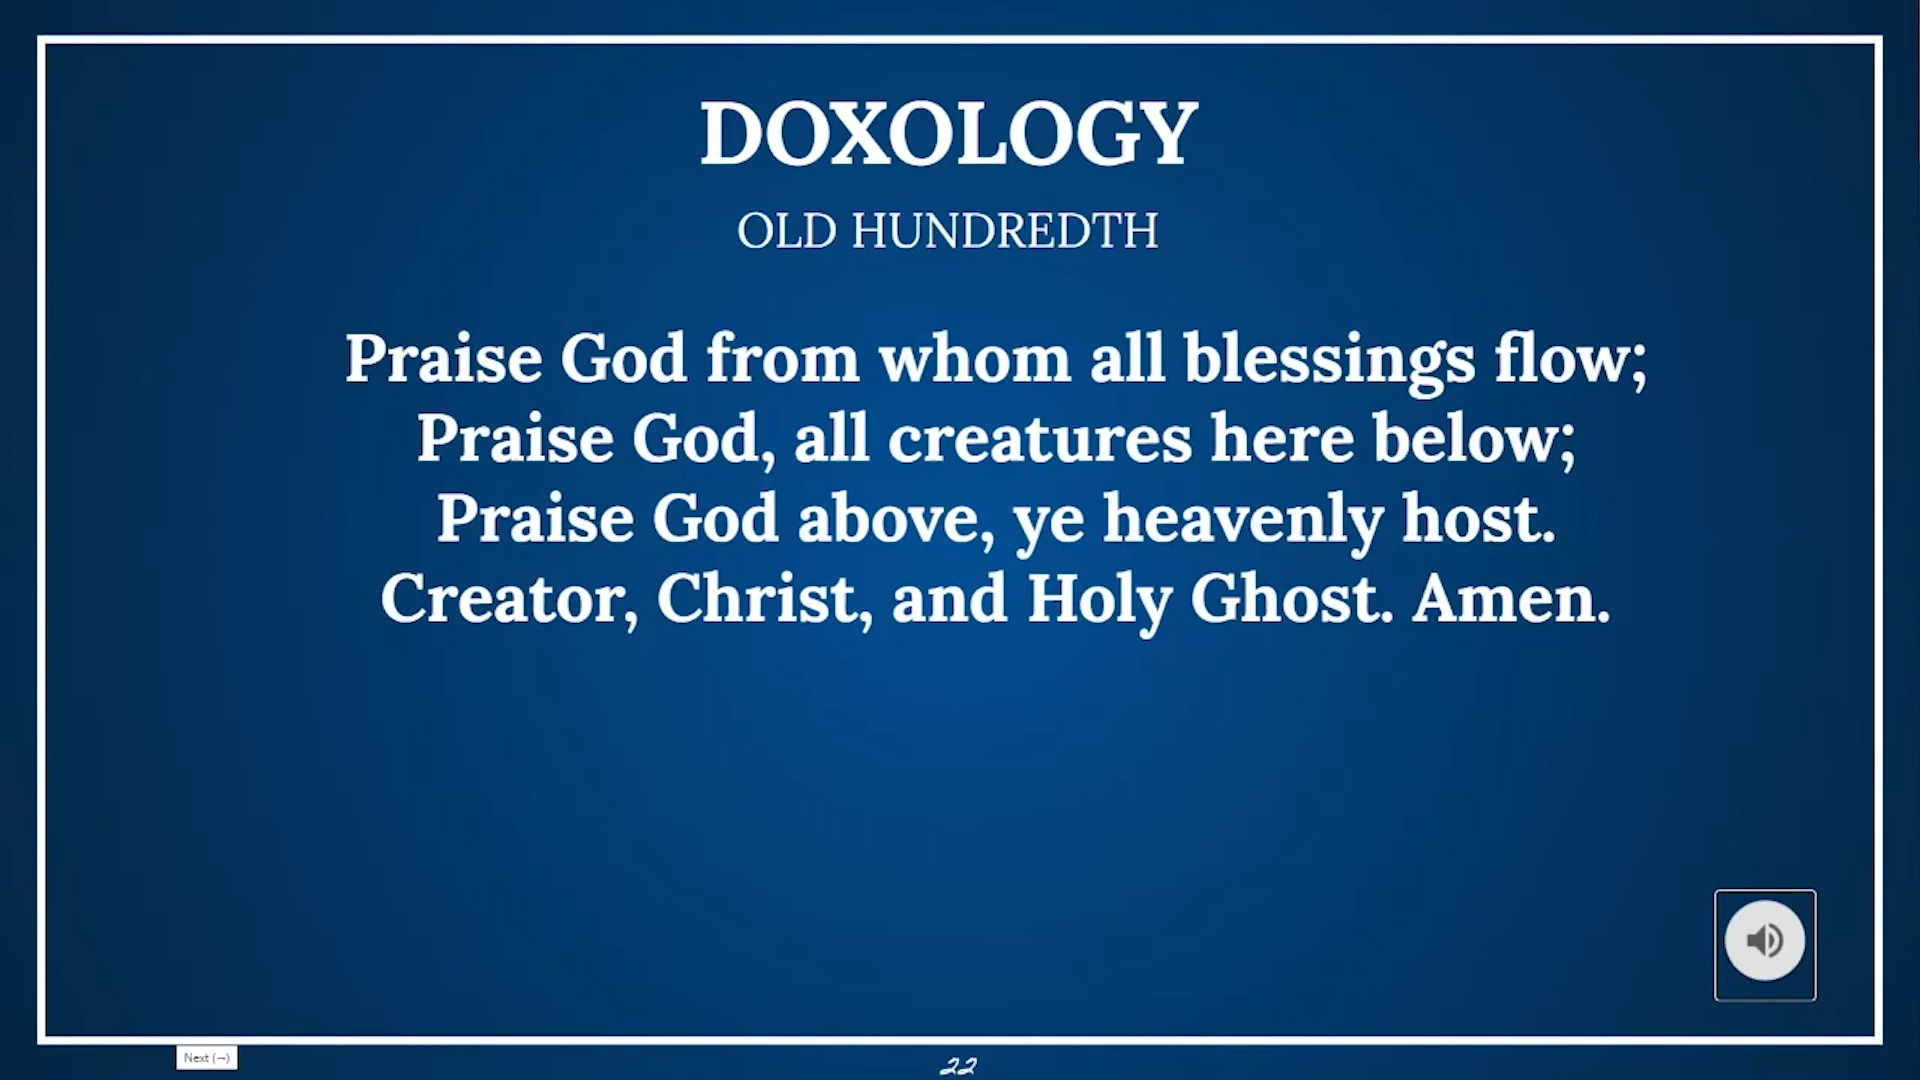 DOXOLOGY
OLD HUNDREDTH
Praise God from whom all blessings flow;
Praise God, all creatures here below;
Praise God above, ye heavenly host.
Creator, Christ, and Holy Ghost. Amen.
Next (→)
22